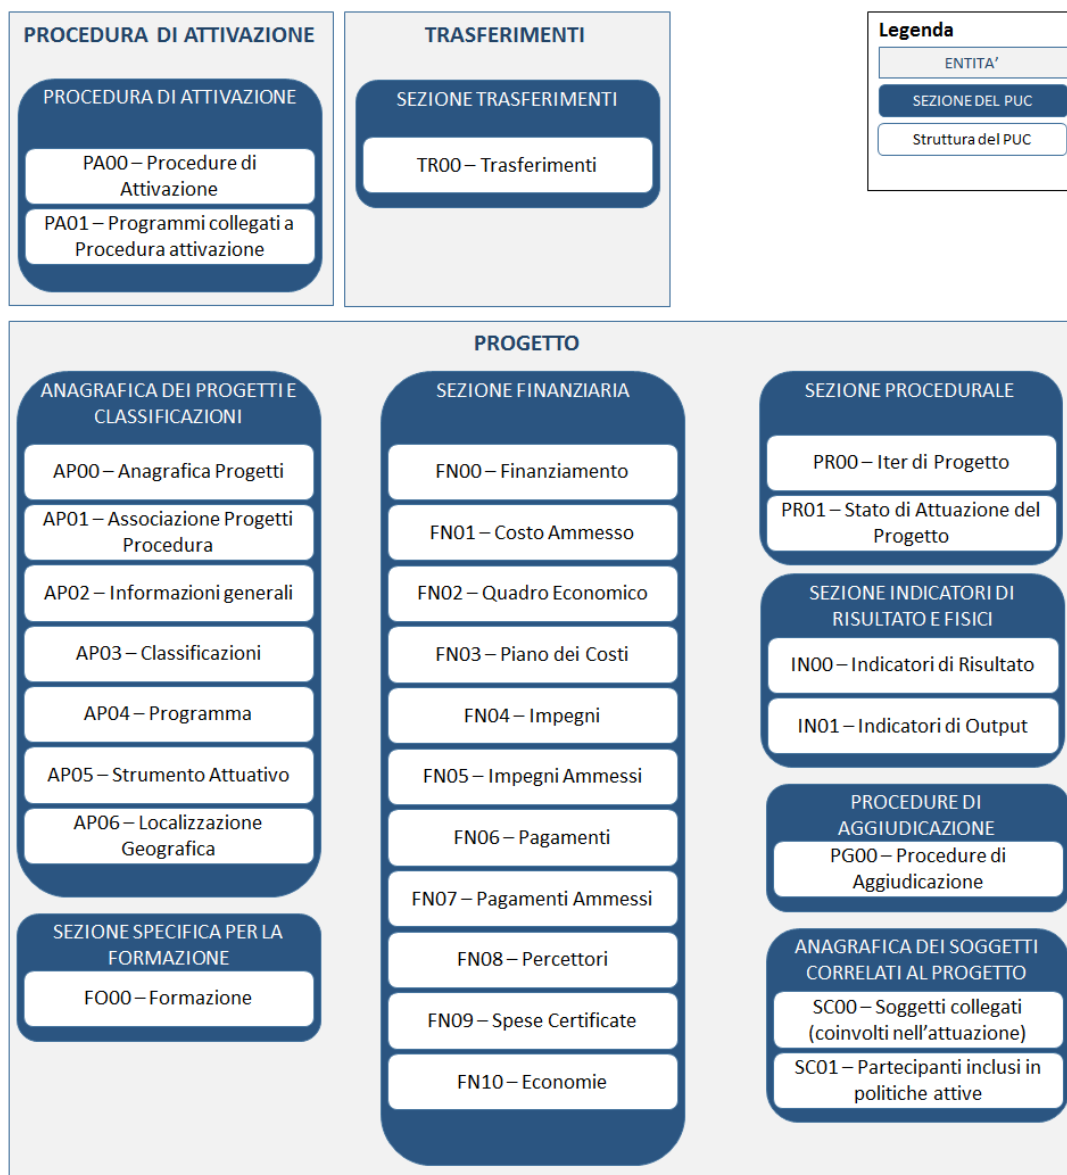 PROCEDURA DI ATTIVAZIONE
PROCEDURA DI ATTIVAZIONE
PA00 – Procedure di
Attivazione
PA01 – Programmi collegati a
Procedura attivazione
TRASFERIMENTI
SEZIONE TRASFERIMENTI
TR00 – Trasferimenti
Legenda
ENTITA’
SEZIONE DEL PUC
Struttura del PUC
PROGETTO
ANAGRAFICA DEI PROGETTI E
CLASSIFICAZIONI
AP00 – Anagrafica Progetti
AP01 – Associazione Progetti
Procedura
AP02 – Informazioni generali
AP03 – Classificazioni
AP04 – Programma
AP05 – Strumento Attuativo
AP06 – Localizzazione
Geografica
SEZIONE SPECIFICA PER LA
FORMAZIONE
FO00 – Formazione
SEZIONE FINANZIARIA
FN00 – Finanziamento
FN01 – Costo Ammesso
FN02 – Quadro Economico
FN03 – Piano dei Costi
FN04 – Impegni
FN05 – Impegni Ammessi
FN06 – Pagamenti
FN07 – Pagamenti Ammessi
FN08 – Percettori
FN09 – Spese Certificate
FN10 – Economie
SEZIONE PROCEDURALE
PR00 – Iter di Progetto
PR01 – Stato di Attuazione del
Progetto
SEZIONE INDICATORI DI
RISULTATO E FISICI
IN00 – Indicatori di Risultato
IN01 – Indicatori di Output
PROCEDURE DI
AGGIUDICAZIONE
PG00 – Procedure di
Aggiudicazione
ANAGRAFICA DEI SOGGETTI
CORRELATI AL PROGETTO
SC00 – Soggetti collegati
(coinvolti nell’attuazione)
SC01 – Partecipanti inclusi in
politiche attive